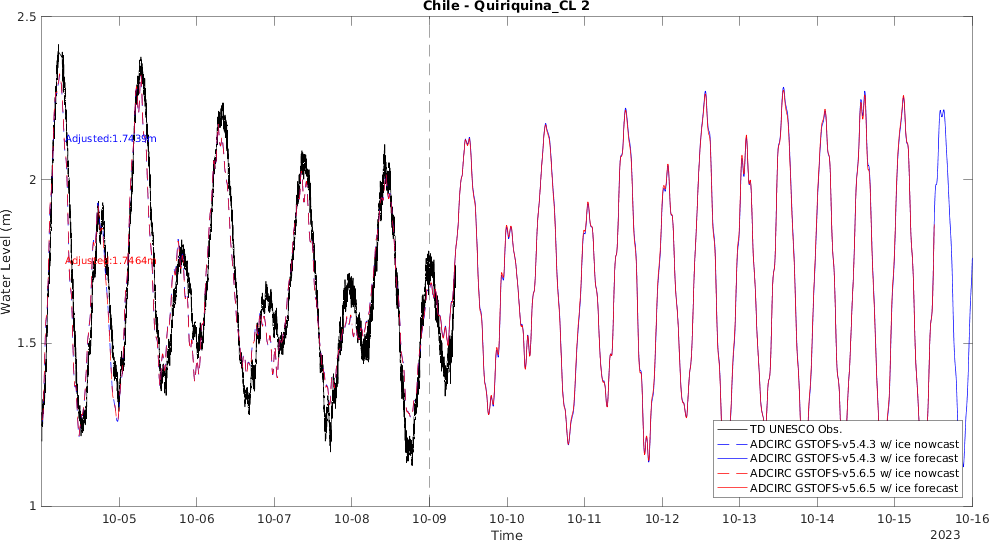 Chile - Quiriquina_CL 2
2.5
2
1.5
1
Water Level (m)
Adjusted:1.7439m
Adjusted:1.7464m
TD UNESCO Obs.
ADCIRC GSTOFS-v5.4.3 w/ ice nowcast
ADCIRC GSTOFS-v5.4.3 w/ ice forecast
ADCIRC GSTOFS-v5.6.5 w/ ice nowcast
ADCIRC GSTOFS-v5.6.5 w/ ice forecast
10-05 10-06 10-07 10-08 10-09 10-10 10-11 10-12 10-13 10-14 10-15 10-16
Time
2023